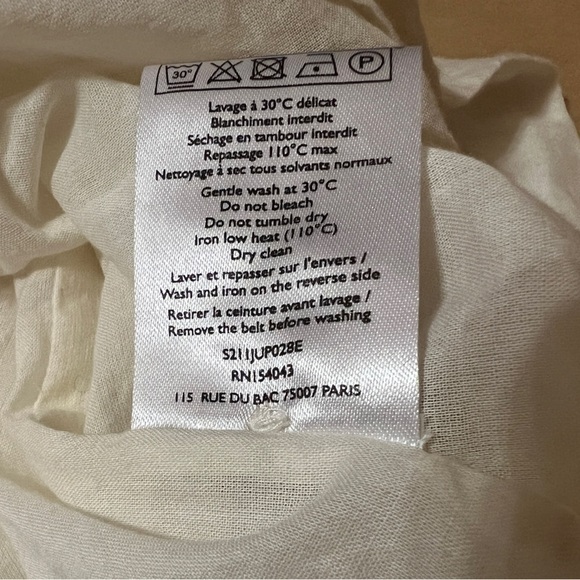 30°
P
Lavage à 30°C délicat
Blanchiment interdit
Séchage en tambour interdit
Repassage 110°C max
Nettoyage à sec tous solvants normaux
Gentle wash at 30°C
Do not bleach
Do not tumble dry
Iron low heat (110°C)
Dry clean
Laver et repasser sur l'envers /
Wash and iron on the reverse side
Retirer la ceinture avant lavage /
Remove the belt before washing
S211JUP028E
RN154043
115 RUE DU BAC 75007 PARIS